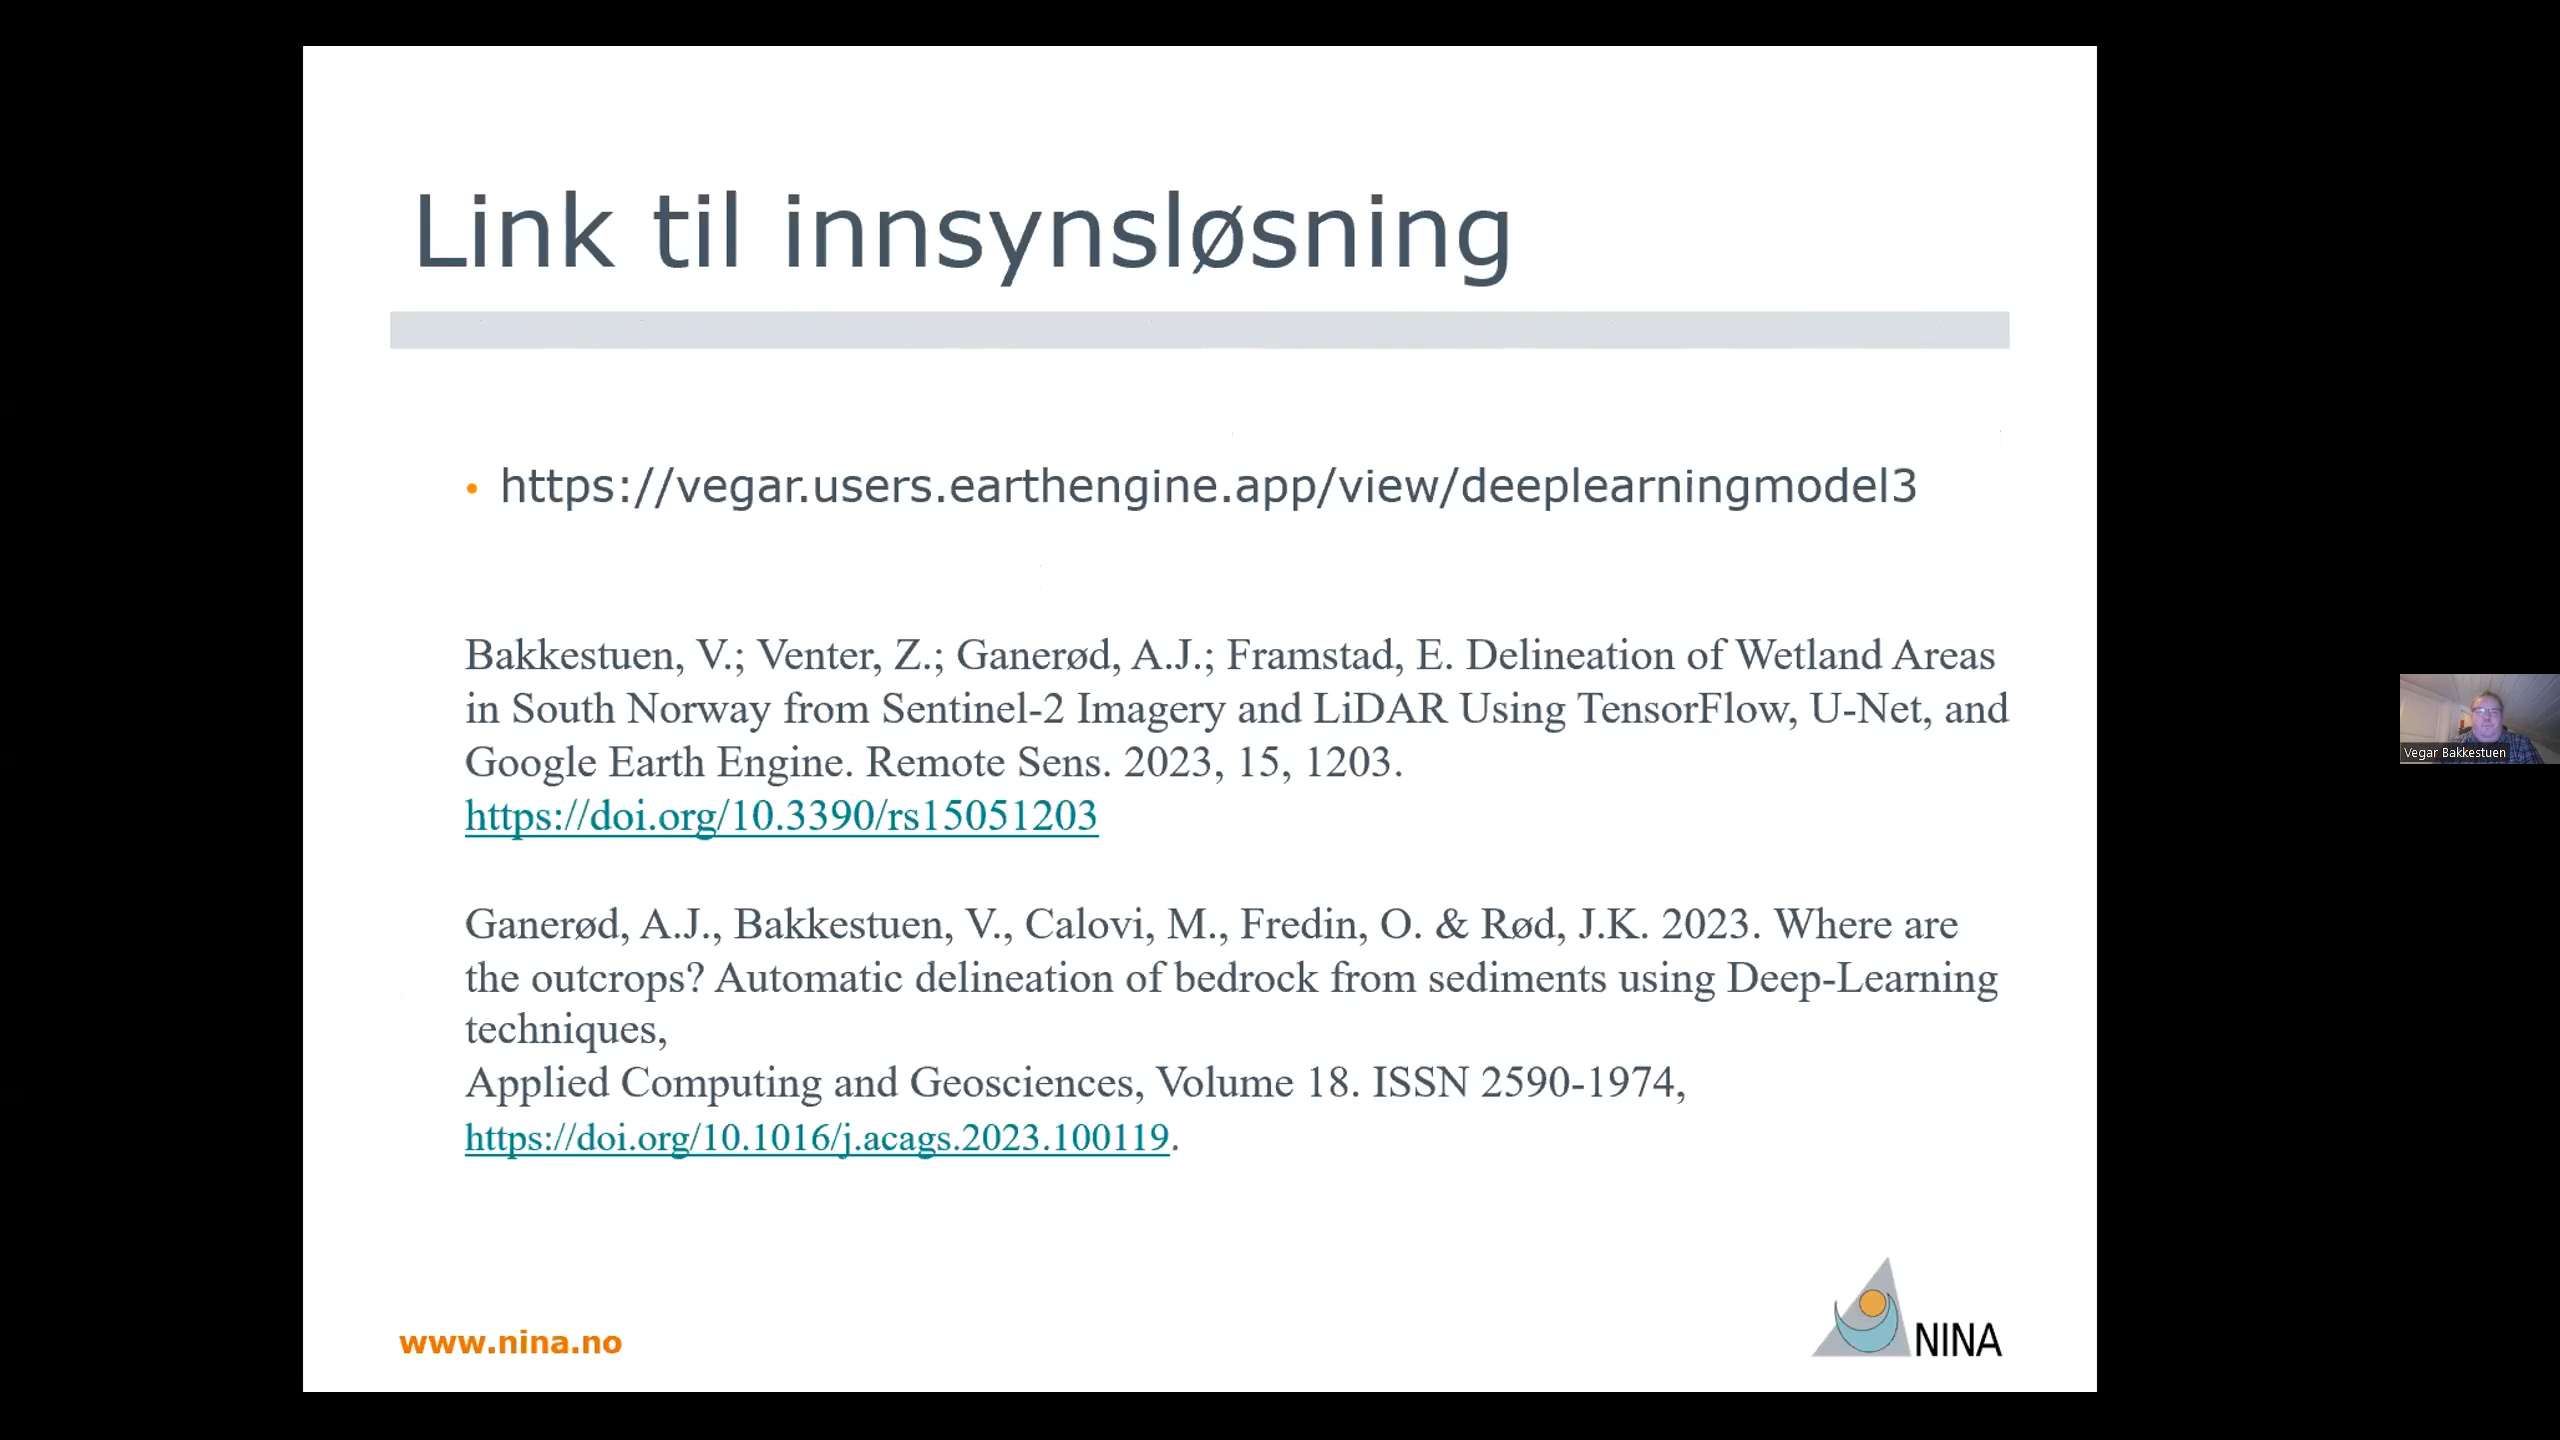 Link til innsynsløsning
• https://vegar.users.earthengine.app/view/deeplearningmodel3
Bakkestuen, V.; Venter, Z.; Ganerød, A.J.; Framstad, E. Delineation of Wetland Areas
in South Norway from Sentinel-2 Imagery and LiDAR Using TensorFlow, U-Net, and
Google Earth Engine. Remote Sens. 2023, 15, 1203.
https://doi.org/10.3390/rs15051203
Ganerød, A.J., Bakkestuen, V., Calovi, M., Fredin, O. & Rød, J.K. 2023. Where are
the outcrops? Automatic delineation of bedrock from sediments using Deep-Learning
techniques,
Applied Computing and Geosciences, Volume 18. ISSN 2590-1974,
https://doi.org/10.1016/j.acags.2023.100119.
www.nina.no
NINA
Vegar Bakkestuen